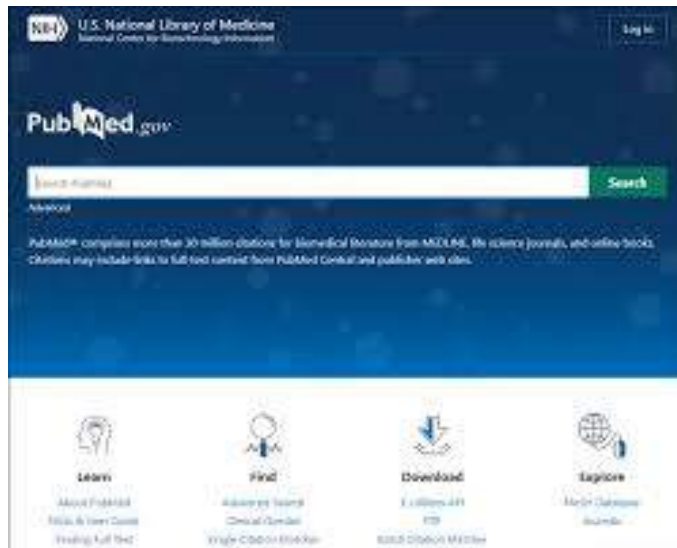 NIH U.S. National Library of Medicine
National Center for Biotechnology Information
Log in
PubMed.gov
Search PubMed
Search
Advanced
PubMed® comprises more than 30 million citations for biomedical literature from MEDLINE, life science journals, and online books.
Citations may include links to full-text content from PubMed Central and publisher web sites.
Learn
Find
Download
Explore
About PubMed
Advanced Search
E-utilities API
MeSH Database
FAQs & User Guide
Clinical Queries
FTP
Journals
Finding Full Text
Single Citation Matcher
Batch Citation Matcher